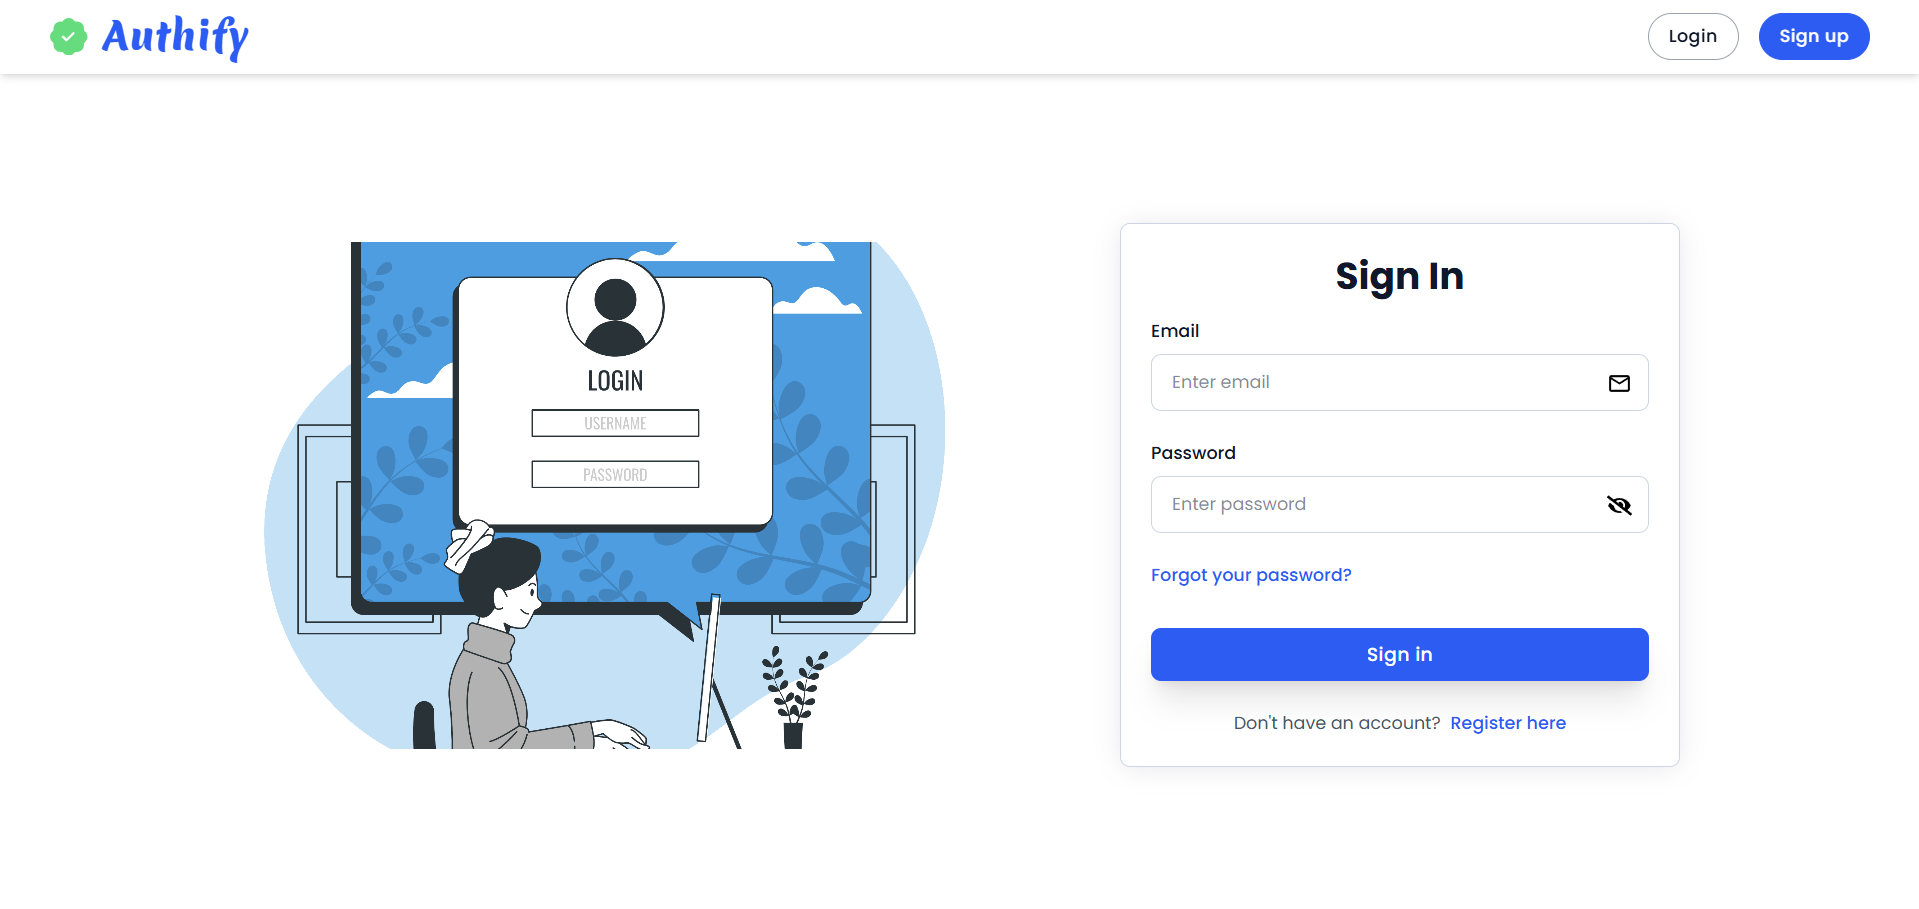 Authify
Login
Sign up
LOGIN
USERNAME
PASSWORD
Sign In
Email
Enter email
Password
Enter password
Forgot your password?
Sign in
Don't have an account? Register here